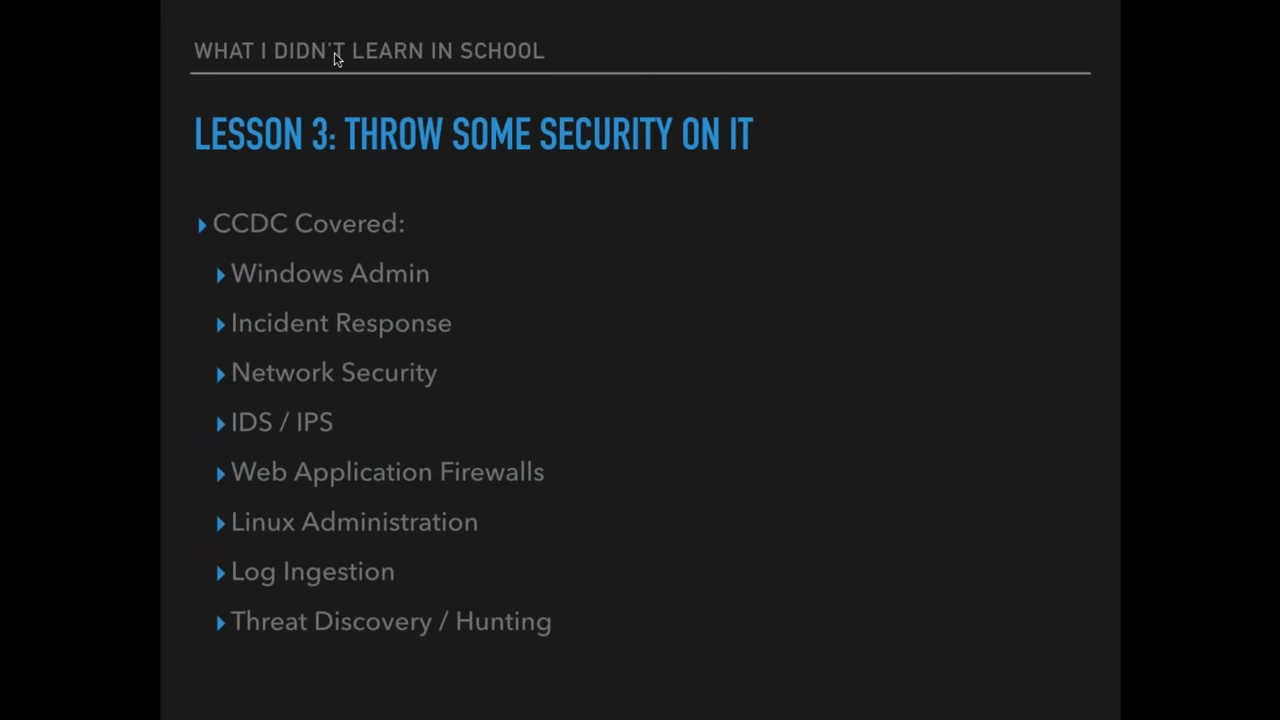 WHAT I DIDN'T LEARN IN SCHOOL
LESSON 3: THROW SOME SECURITY ON IT
CCDC Covered:
Windows Admin
Incident Response
Network Security
IDS / IPS
Web Application Firewalls
Linux Administration
Log Ingestion
Threat Discovery / Hunting